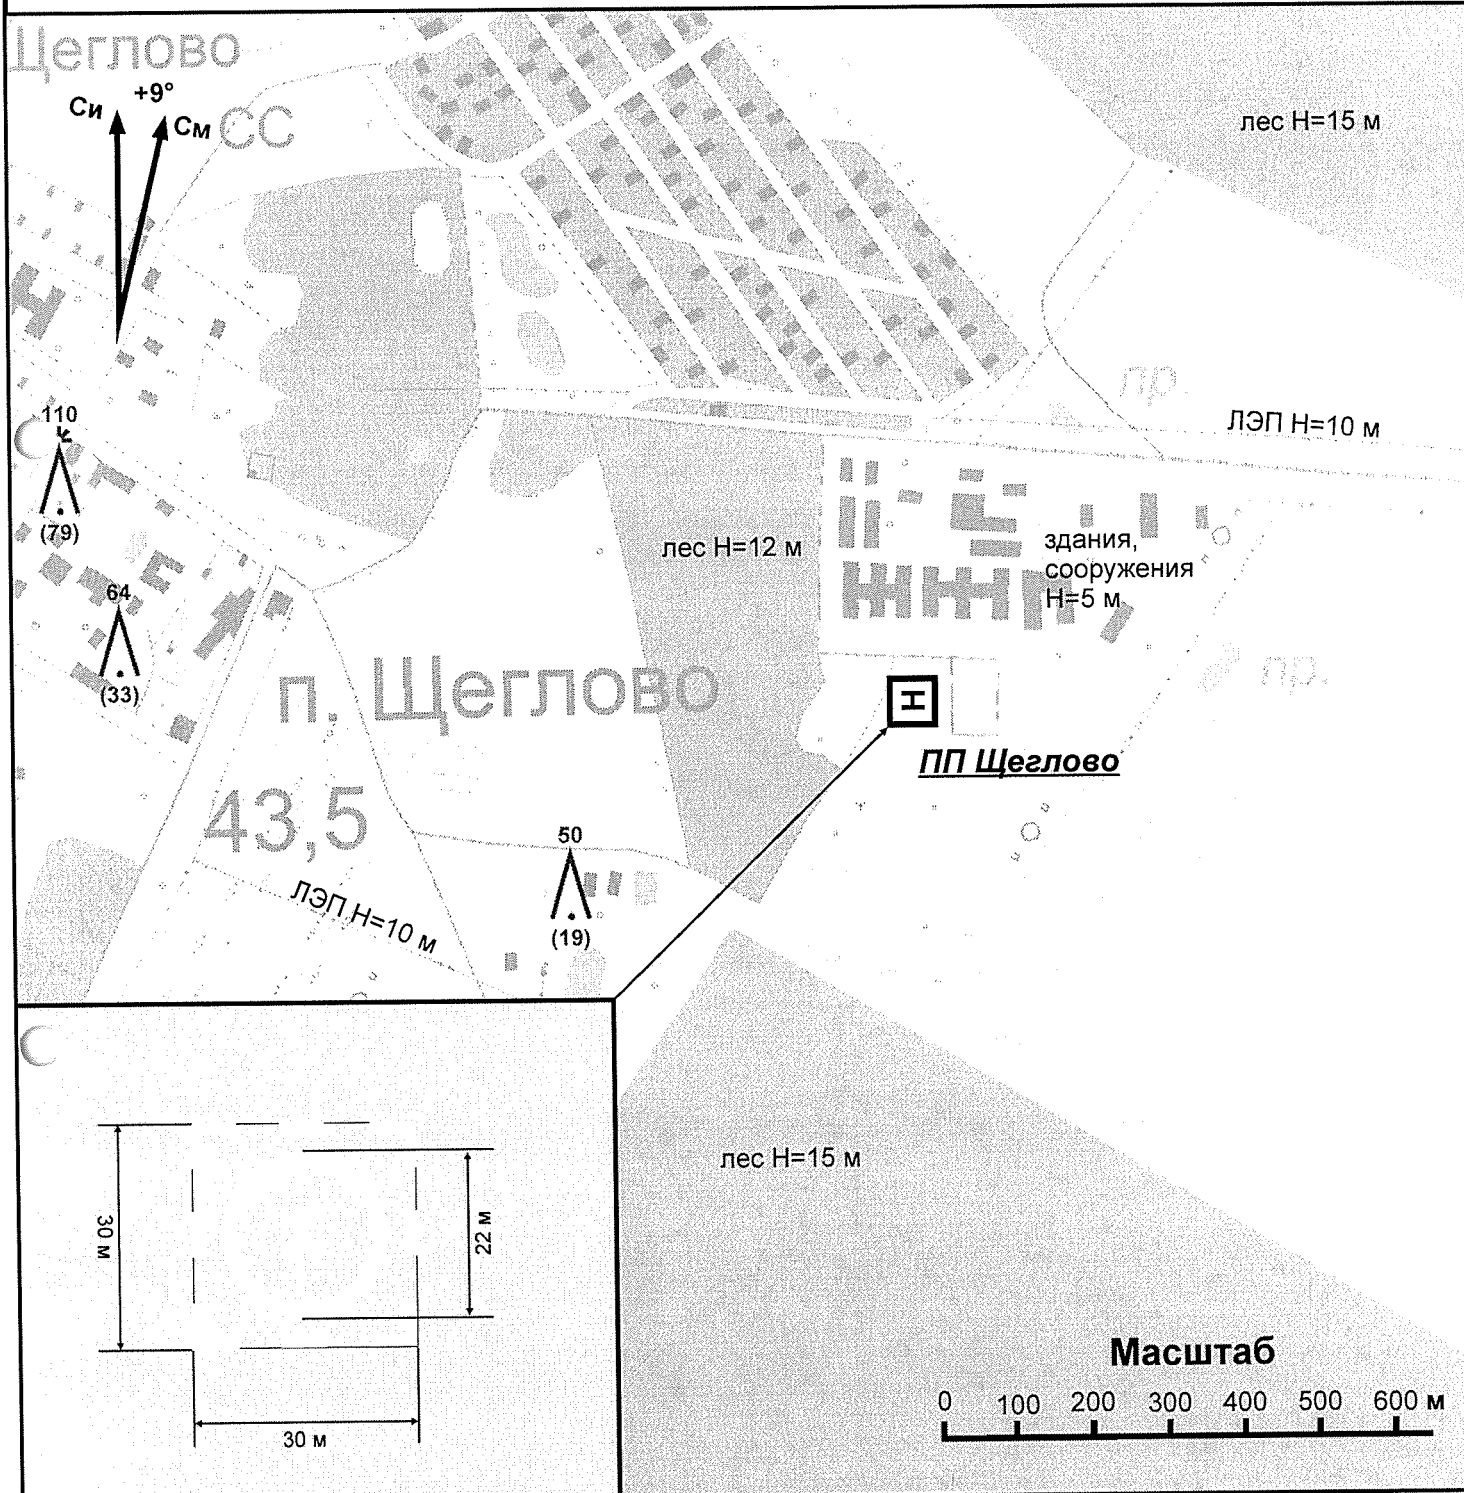 Щеглово
+9°
Си
См
СС
лес Н=15 м
пр.
ЛЭП Н=10 м
110
(79)
лес Н=12 м
здания,
сооружения
Н=5 м
64
(33)
п. Щеглово
пр.
Н
ПП Щеглово
43,5
50
(19)
ЛЭП Н=10 м
С
лес Н=15 м
30 м
22 м
30 м
Масштаб
0 100 200 300 400 500 600 м